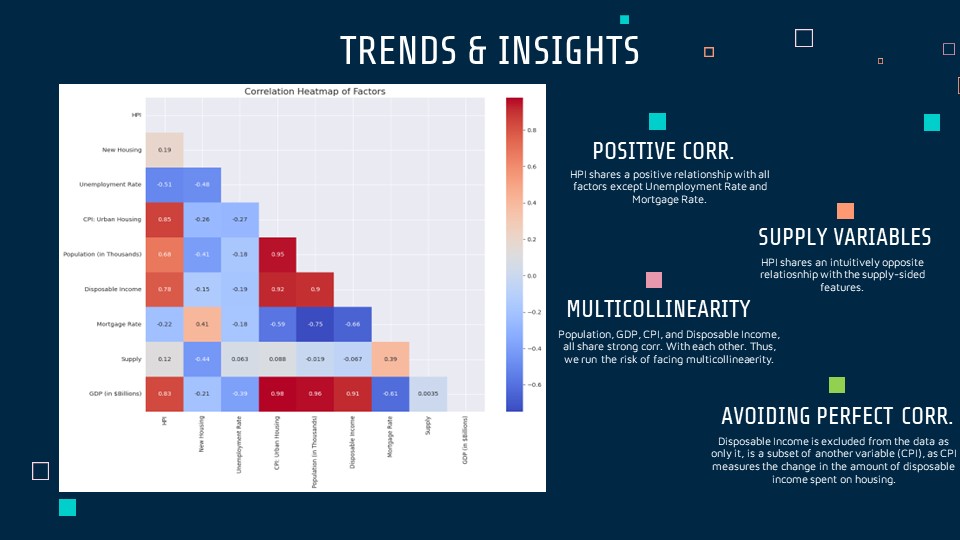 TRENDS & INSIGHTS
Correlation Heatmap of Factors
HPI
New Housing 0.19
Unemployment Rate -0.51 -0.48
CPI: Urban Housing 0.85 -0.26 -0.27
Population (in Thousands) 0.68 -0.41 -0.18 0.95
Disposable Income 0.78 -0.15 -0.19 0.92 0.9
Mortgage Rate -0.22 0.41 -0.18 -0.59 -0.75 -0.66
Supply 0.12 -0.44 0.063 0.088 -0.019 -0.067 0.39
GDP (in $Billions) 0.83 -0.21 -0.39 0.98 0.96 0.91 -0.61 0.0035
HPI
New Housing
Unemployment Rate
CPI: Urban Housing
Population (in Thousands)
Disposable Income
Mortgage Rate
Supply
GDP (in $Billions)
0.8
0.6
0.4
0.2
0.0
−0.2
−0.4
−0.6
POSITIVE CORR.
HPI shares a positive relationship with all
factors except Unemployment Rate and
Mortgage Rate.
SUPPLY VARIABLES
HPI shares an intuitively opposite
relatiosnhip with the supply-sided
features.
MULTICOLLINEARITY
Population, GDP, CPI, and Disposable Income,
all share strong corr. With each other. Thus,
we run the risk of facing multicollineaerity.
AVOIDING PERFECT CORR.
Disposable Income is excluded from the data as
only it, is a subset of another variable (CPI), as CPI
measures the change in the amount of disposable
income spent on housing.